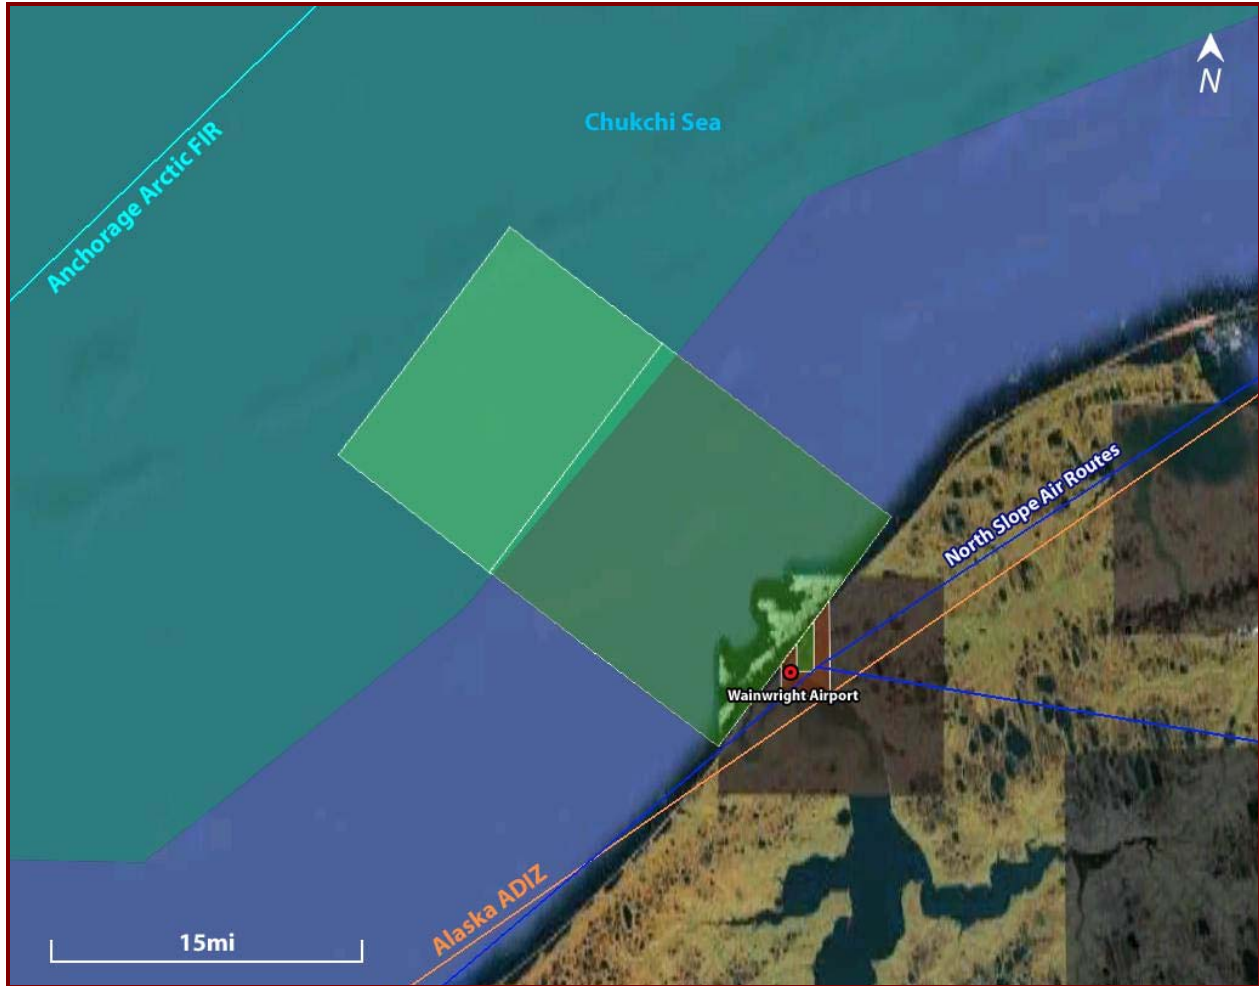 N
Chukchi Sea
Anchorage Arctic FIR
North Slope Air Routes
Wainwright Airport
Alaska ADIZ
15mi